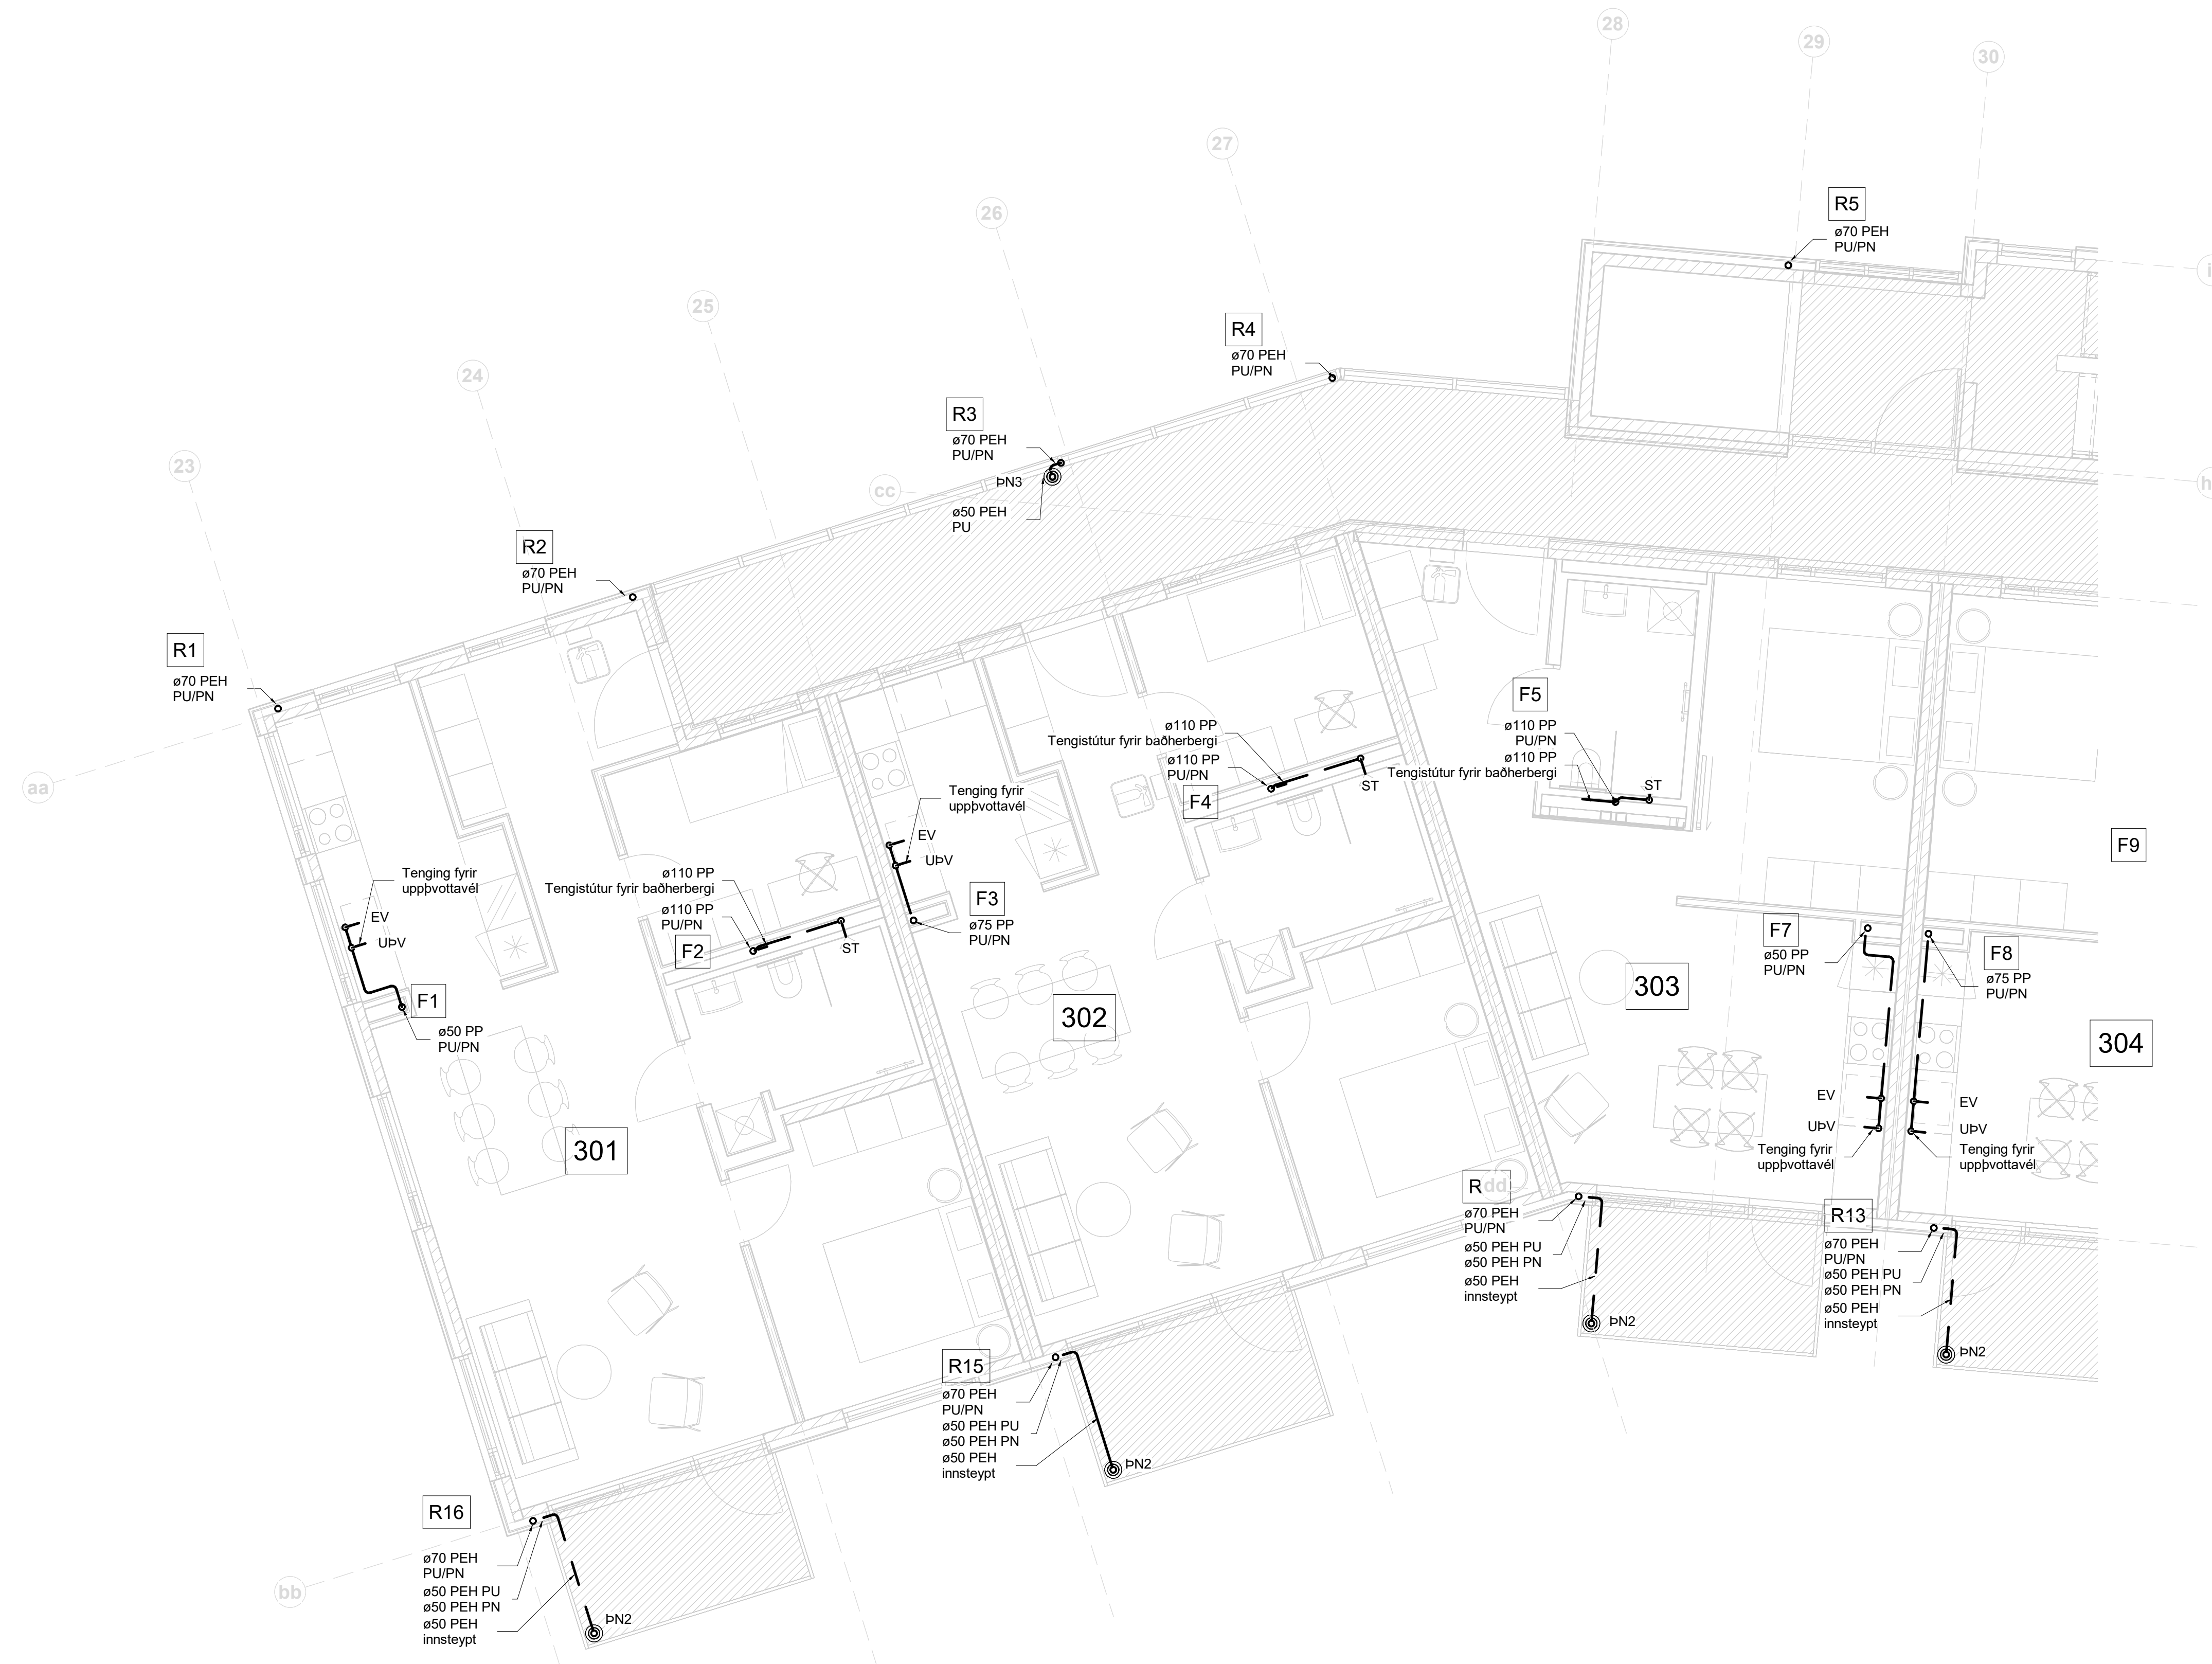 28
29
30
27
26
25
24
23
R5
ø70 PEH
PU/PN
R4
ø70 PEH
PU/PN
R3
ø70 PEH
PU/PN
ÞN3
ø50 PEH
PU
cc
R2
ø70 PEH
PU/PN
R1
ø70 PEH
PU/PN
aa
Tenging fyrir
uppþvottavél
EV
UÞV
F1
ø50 PP
PU/PN
ø110 PP
Tengistútur fyrir baðherbergi
ø110 PP
PU/PN
F2
ST
Tenging fyrir
uppþvottavél
EV
UÞV
F3
ø75 PP
PU/PN
ø110 PP
Tengistútur fyrir baðherbergi
ø110 PP
PU/PN
F4
ST
F5
ø110 PP
PU/PN
ø110 PP
Tengistútur fyrir baðherbergi
ST
F9
F7
ø50 PP
PU/PN
F8
ø75 PP
PU/PN
301
302
303
304
EV
UÞV
Tenging fyrir
uppþvottavél
EV
UÞV
Tenging fyrir
uppþvottavél
R
dd
ø70 PEH
PU/PN
ø50 PEH PU
ø50 PEH PN
ø50 PEH
innsteypt
ÞN2
R13
ø70 PEH
PU/PN
ø50 PEH PU
ø50 PEH PN
ø50 PEH
innsteypt
ÞN2
R15
ø70 PEH
PU/PN
ø50 PEH PU
ø50 PEH PN
ø50 PEH
innsteypt
ÞN2
R16
ø70 PEH
PU/PN
ø50 PEH PU
ø50 PEH PN
ø50 PEH
innsteypt
ÞN2
bb